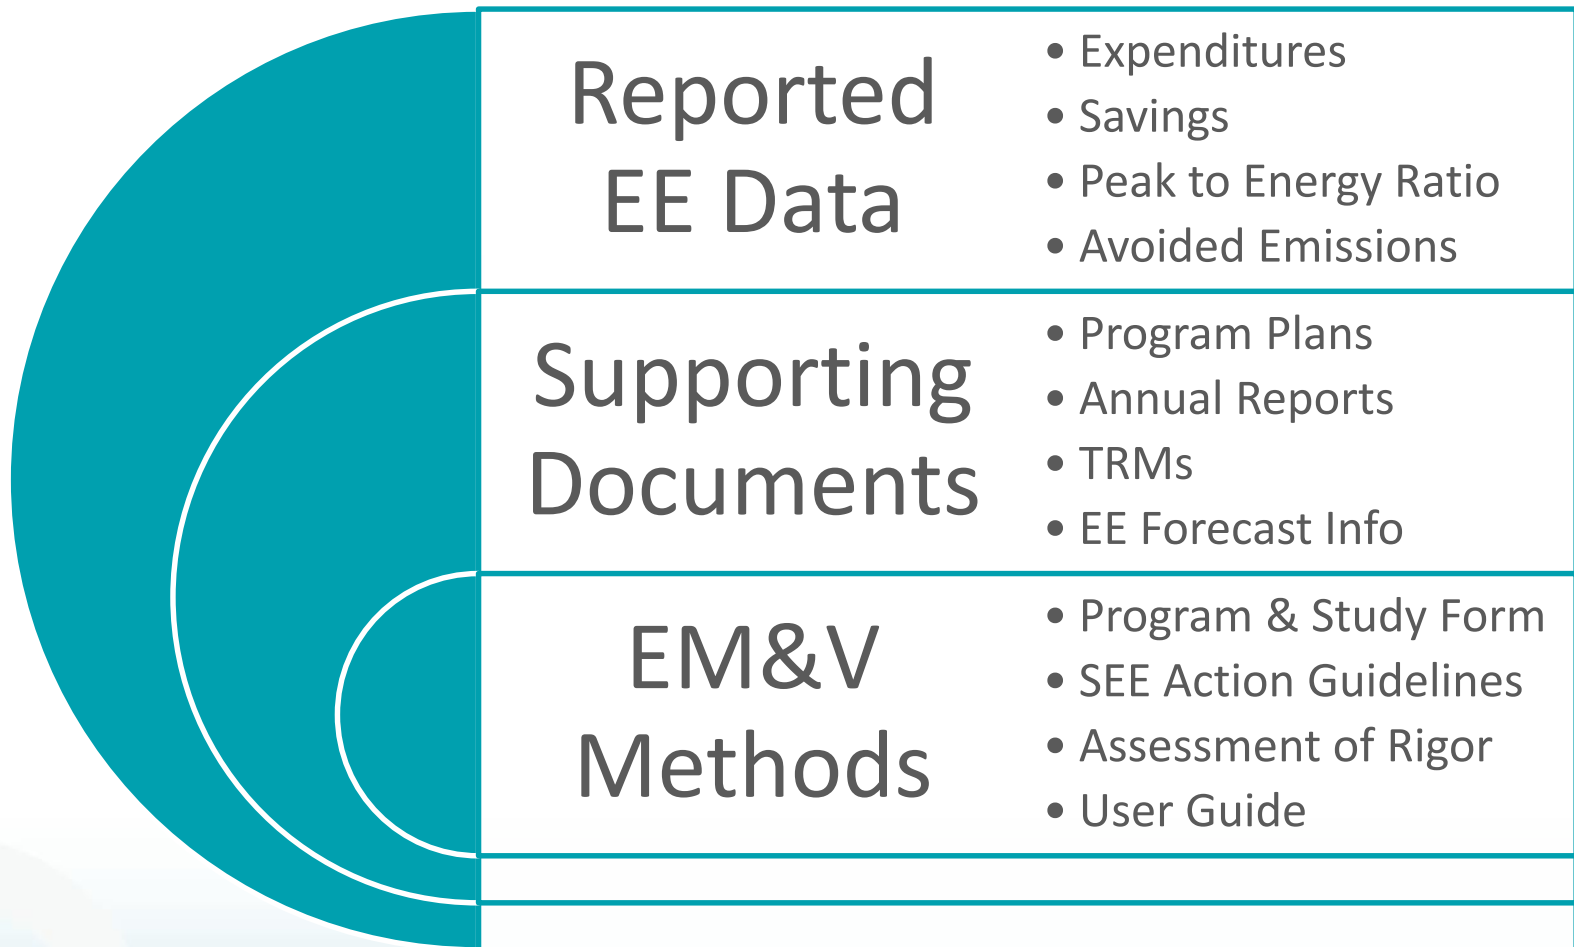 Reported
EE Data
• Expenditures
• Savings
• Peak to Energy Ratio
• Avoided Emissions
Supporting
Documents
• Program Plans
• Annual Reports
• TRMs
• EE Forecast Info
EM&V
Methods
• Program & Study Form
• SEE Action Guidelines
• Assessment of Rigor
• User Guide